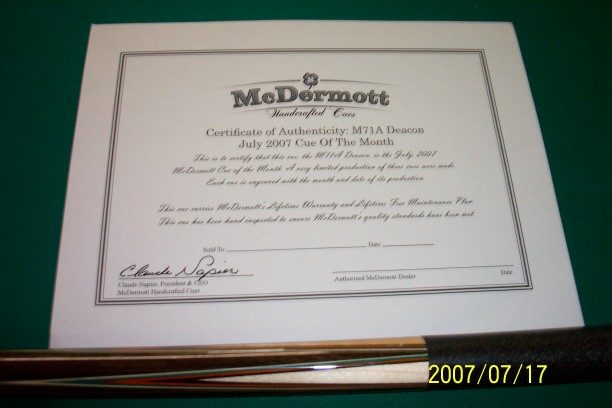 McDermott
Handcrafted Cues
Certificate of Authenticity: M71A Deacon
July 2007 Cue Of The Month
This is to certify that this cue, the M71A Deacon, is the July, 2007
McDermott Cue of the Month. A very limited production of these cues were made.
Each cue is engraved with the month and date of its production.
This cue carries McDermott's Lifetime Warranty and Lifetime Free Maintenance Plan.
This cue has been hand inspected to ensure McDermott's quality standards have been met.
Sold To Date
Claude Napier
Claude Napier, President & CEO
McDermott Handcrafted Cues
Authorized McDermott Dealer Date
2007/07/17